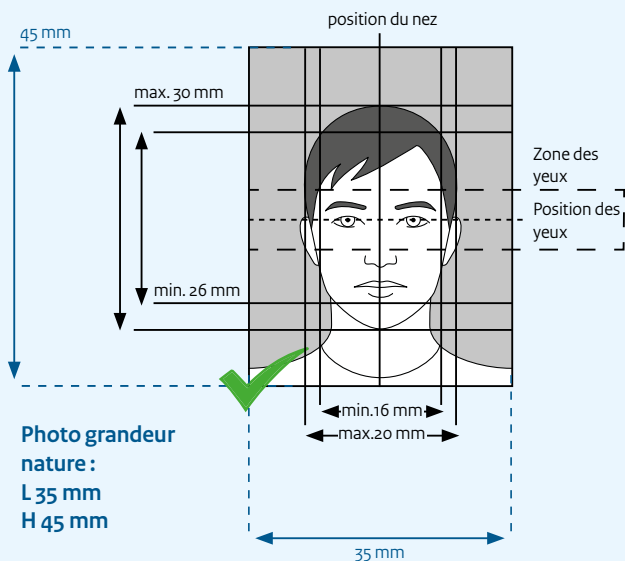 position du nez
45 mm
max. 30 mm
Zone des
yeux
Position des
yeux
min. 26 mm
min.16 mm
max.20 mm
Photo grandeur
nature :
L 35 mm
H 45 mm
35 mm